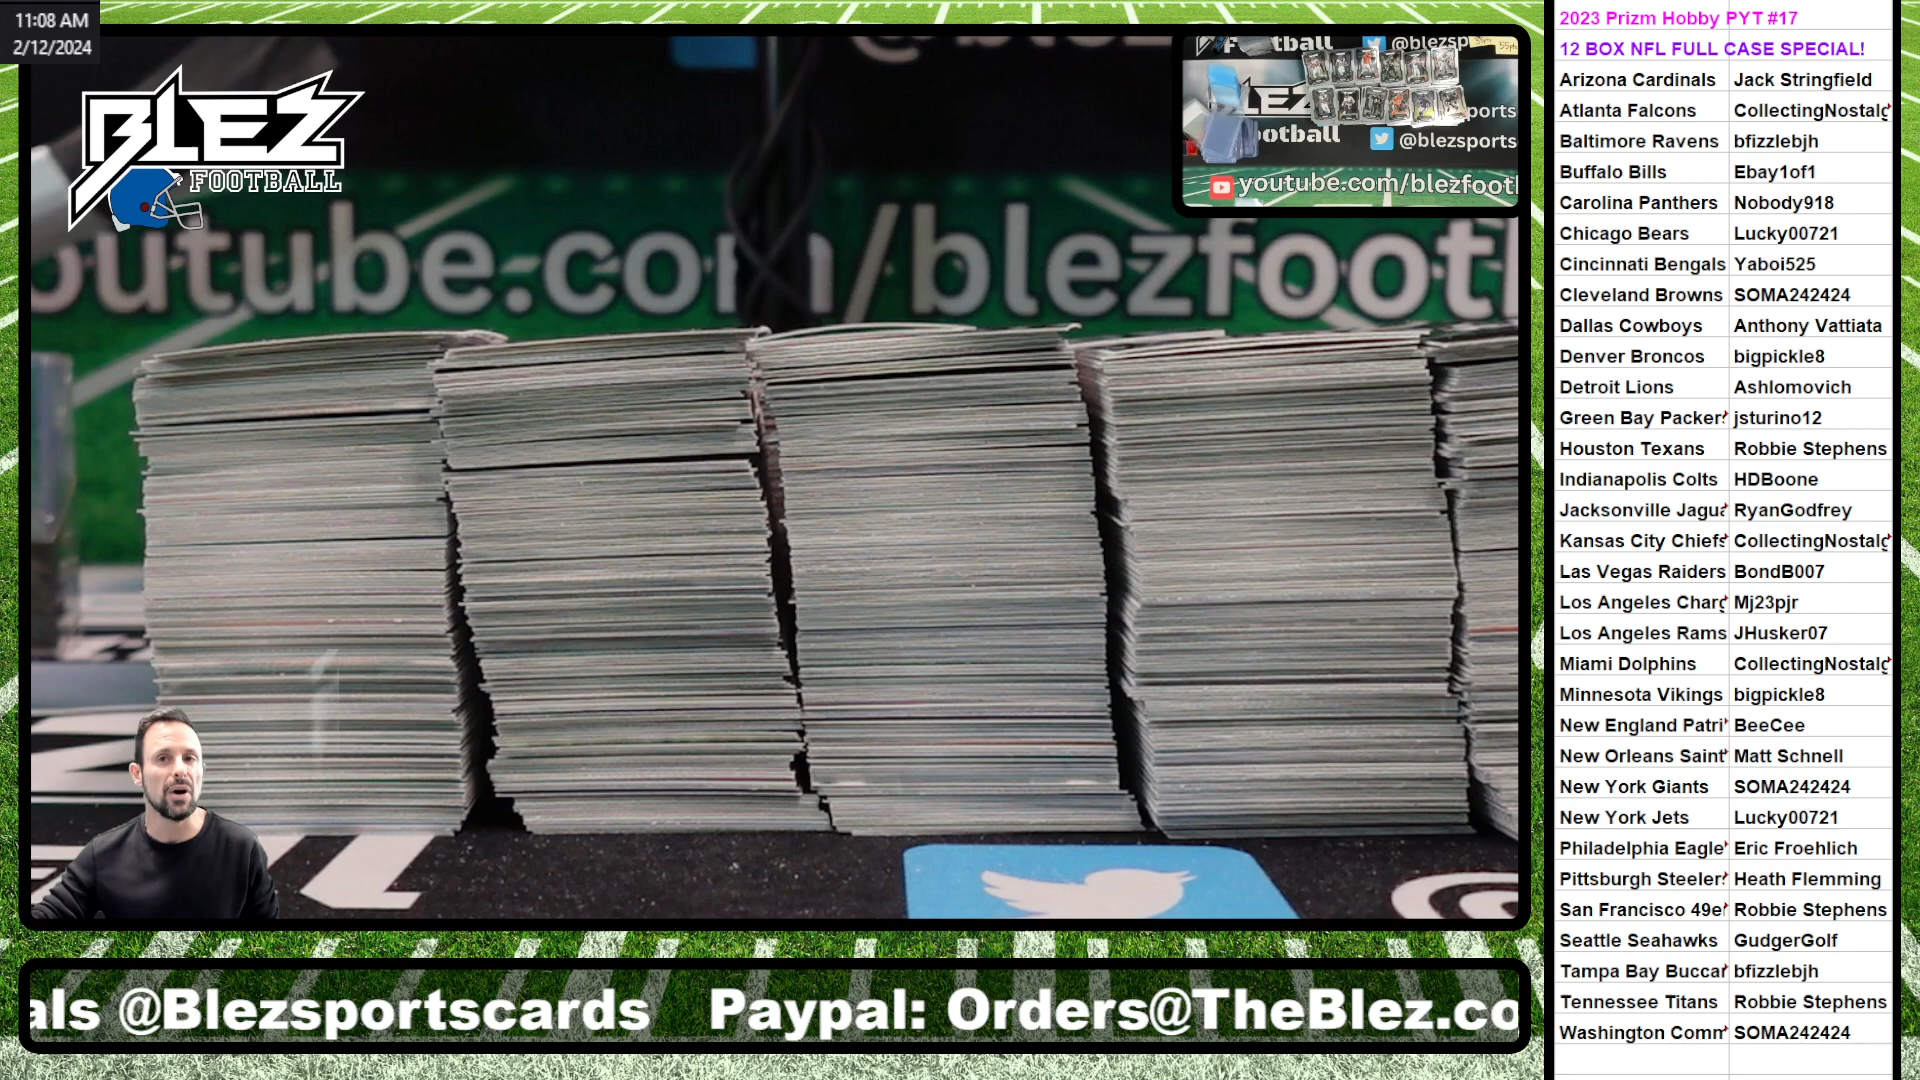 11:08 AM
2/12/2024
BLEZ
FOOTBALL
outube.com/blezfootl
@blezsp
@blezsports
youtube.com/blezfootl
als @Blezsportscards Paypal: Orders@TheBlez.co
2023 Prizm Hobby PYT #17
12 BOX NFL FULL CASE SPECIAL!
Arizona Cardinals Jack Stringfield
Atlanta Falcons CollectingNostalg
Baltimore Ravens bfizzlebjh
Buffalo Bills Ebay1of1
Carolina Panthers Nobody918
Chicago Bears Lucky00721
Cincinnati Bengals Yaboi525
Cleveland Browns SOMA242424
Dallas Cowboys Anthony Vattiata
Denver Broncos bigpickle8
Detroit Lions Ashlomovich
Green Bay Packer jsturino12
Houston Texans Robbie Stephens
Indianapolis Colts HDBoone
Jacksonville Jagua RyanGodfrey
Kansas City Chiefs CollectingNostalg
Las Vegas Raiders BondB007
Los Angeles Charg Mj23pjr
Los Angeles Rams JHusker07
Miami Dolphins CollectingNostalg
Minnesota Vikings bigpickle8
New England Patri BeeCee
New Orleans Saint Matt Schnell
New York Giants SOMA242424
New York Jets Lucky00721
Philadelphia Eagle Eric Froehlich
Pittsburgh Steeler Heath Flemming
San Francisco 49e Robbie Stephens
Seattle Seahawks GudgerGolf
Tampa Bay Bucca bfizzlebjh
Tennessee Titans Robbie Stephens
Washington Comm SOMA242424